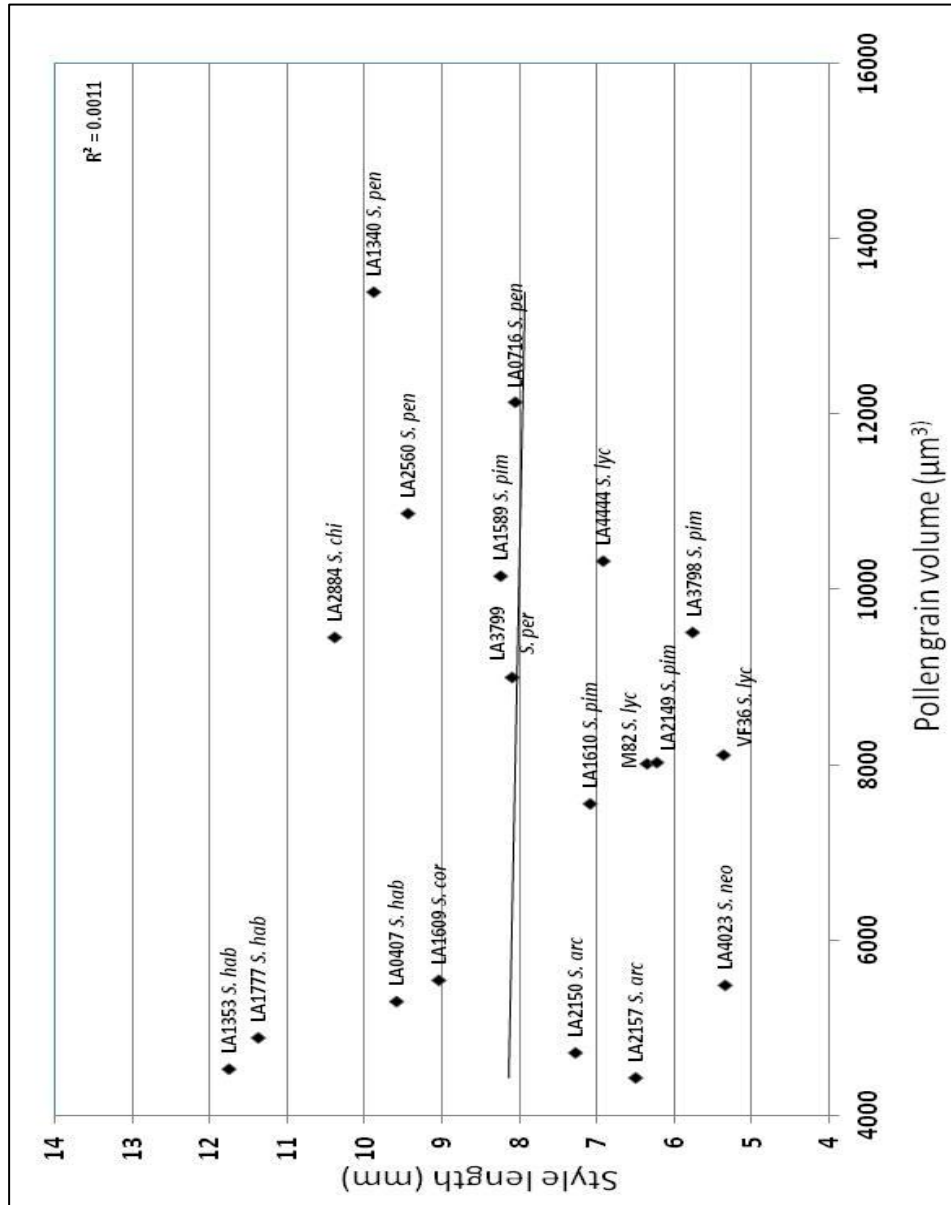 R² = 0.0011
14
13
12
11
10
9
8
7
6
5
4
Style length (mm)
LA1353 S. hab
LA1777 S. hab
LA2884 S. chi
LA1340 S. pen
LA0407 S. hab
LA2560 S. pen
LA1609 S. cor
LA1589 S. pim
LA3799
S. per
LA0716 S. pen
LA2150 S. arc
LA1610 S. pim
LA4444 S. lyc
LA2157 S. arc
M82 S. lyc
LA2149 S. pim
LA3798 S. pim
LA4023 S. neo
VF36 S. lyc
4000
6000
8000
10000
12000
14000
16000
Pollen grain volume (µm³)